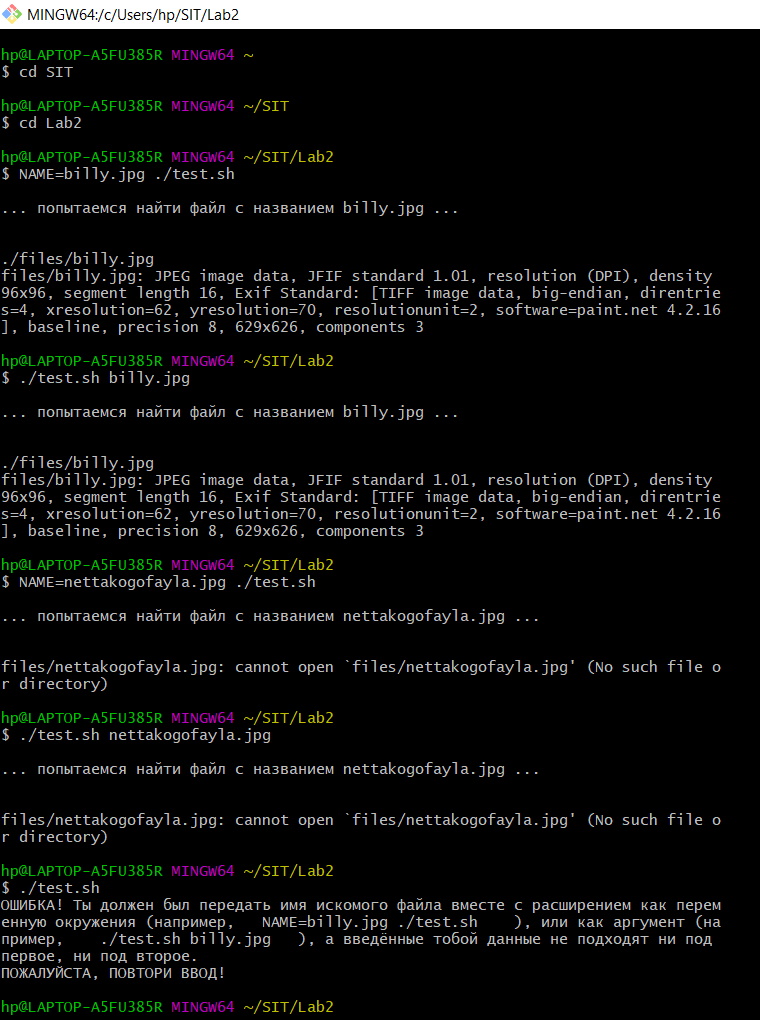 MINGW64:/c/Users/hp/SIT/Lab2
hp@LAPTOP-A5FU385R MINGW64 ~
$ cd SIT
hp@LAPTOP-A5FU385R MINGW64 ~/SIT
$ cd Lab2
hp@LAPTOP-A5FU385R MINGW64 ~/SIT/Lab2
$ NAME=billy.jpg ./test.sh
... попытаемся найти файл с названием billy.jpg ...
./files/billy.jpg
files/billy.jpg: JPEG image data, JFIF standard 1.01, resolution (DPI), density
96x96, segment length 16, Exif Standard: [TIFF image data, big-endian, direntrie
s=4, xresolution=62, yresolution=70, resolutionunit=2, software=paint.net 4.2.16
], baseline, precision 8, 629x626, components 3
hp@LAPTOP-A5FU385R MINGW64 ~/SIT/Lab2
$ ./test.sh billy.jpg
... попытаемся найти файл с названием billy.jpg ...
./files/billy.jpg
files/billy.jpg: JPEG image data, JFIF standard 1.01, resolution (DPI), density
96x96, segment length 16, Exif Standard: [TIFF image data, big-endian, direntrie
s=4, xresolution=62, yresolution=70, resolutionunit=2, software=paint.net 4.2.16
], baseline, precision 8, 629x626, components 3
hp@LAPTOP-A5FU385R MINGW64 ~/SIT/Lab2
$ NAME=nettakogofayla.jpg ./test.sh
... попытаемся найти файл с названием nettakogofayla.jpg ...
files/nettakogofayla.jpg: cannot open `files/nettakogofayla.jpg' (No such file o
r directory)
hp@LAPTOP-A5FU385R MINGW64 ~/SIT/Lab2
$ ./test.sh nettakogofayla.jpg
... попытаемся найти файл с названием nettakogofayla.jpg ...
files/nettakogofayla.jpg: cannot open `files/nettakogofayla.jpg' (No such file o
r directory)
hp@LAPTOP-A5FU385R MINGW64 ~/SIT/Lab2
$ ./test.sh
ОШИБКА! Ты должен был передать имя искомого файла вместе с расширением как перем
енную окружения (например,   NAME=billy.jpg ./test.sh    ), или как аргумент (на
пример,    ./test.sh billy.jpg   ), а введённые тобой данные не подходят ни под
первое, ни под второе.
ПОЖАЛУЙСТА, ПОВТОРИ ВВОД!
hp@LAPTOP-A5FU385R MINGW64 ~/SIT/Lab2